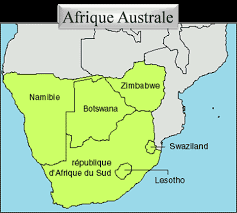 Afrique Australe
Zimbabwe
Namibie
Botswana
Swaziland
république
d'Afrique du Sud
Lesotho